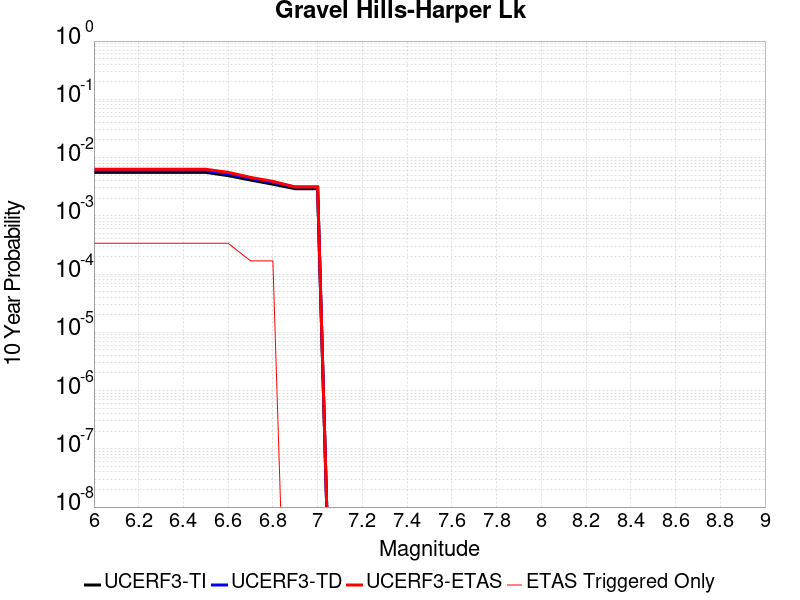 Gravel Hills-Harper Lk
10^0
10^-1
10^-2
10^-3
10^-4
10^-5
10^-6
10^-7
10^-8
10 Year Probability
6 6.2 6.4 6.6 6.8 7 7.2 7.4 7.6 7.8 8 8.2 8.4 8.6 8.8 9
Magnitude
UCERF3-TI UCERF3-TD UCERF3-ETAS ETAS Triggered Only